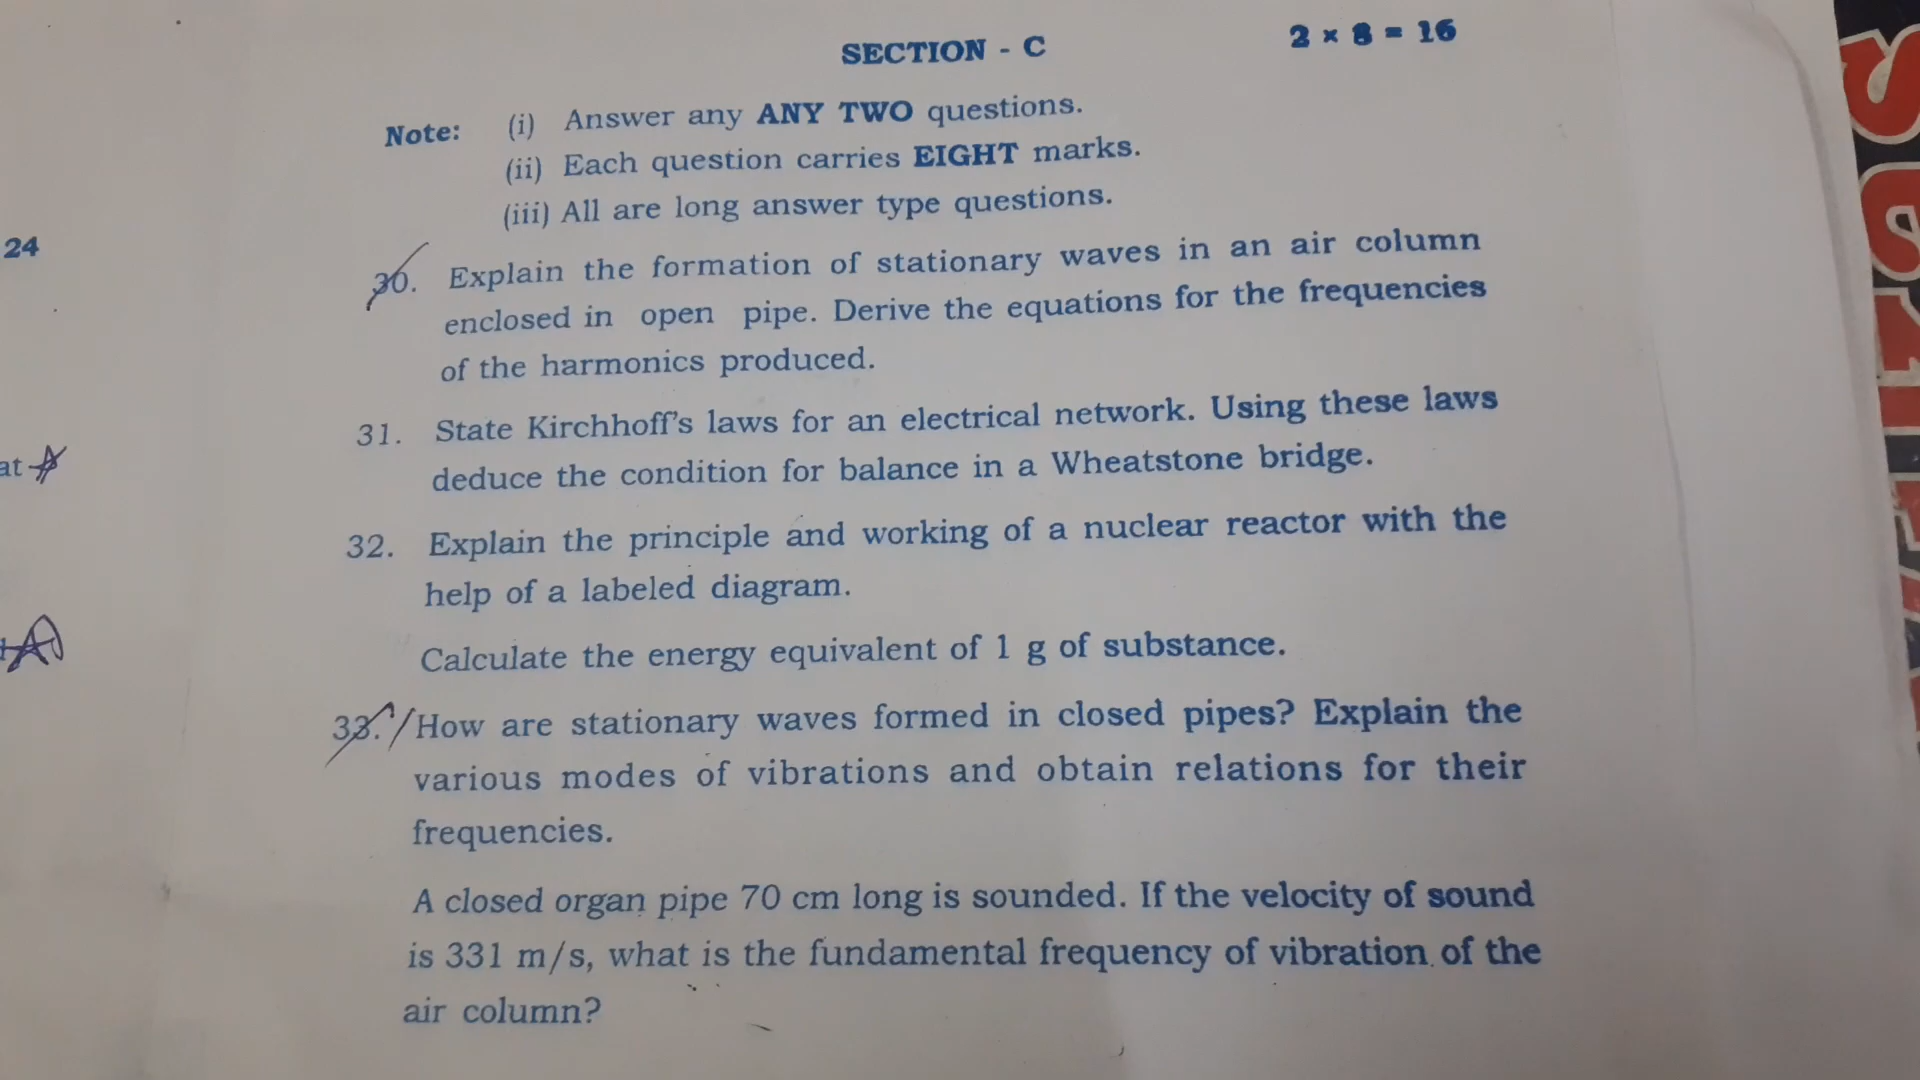 SECTION - C
2 × 8 = 16
Note: (i) Answer any ANY TWO questions.
(ii) Each question carries EIGHT marks.
(iii) All are long answer type questions.
24
30. Explain the formation of stationary waves in an air column
enclosed in open pipe. Derive the equations for the frequencies
of the harmonics produced.
31. State Kirchhoff's laws for an electrical network. Using these laws
deduce the condition for balance in a Wheatstone bridge.
at
32. Explain the principle and working of a nuclear reactor with the
help of a labeled diagram.
Calculate the energy equivalent of 1 g of substance.
33. How are stationary waves formed in closed pipes? Explain the
various modes of vibrations and obtain relations for their
frequencies.
A closed organ pipe 70 cm long is sounded. If the velocity of sound
is 331 m/s, what is the fundamental frequency of vibration of the
air column?